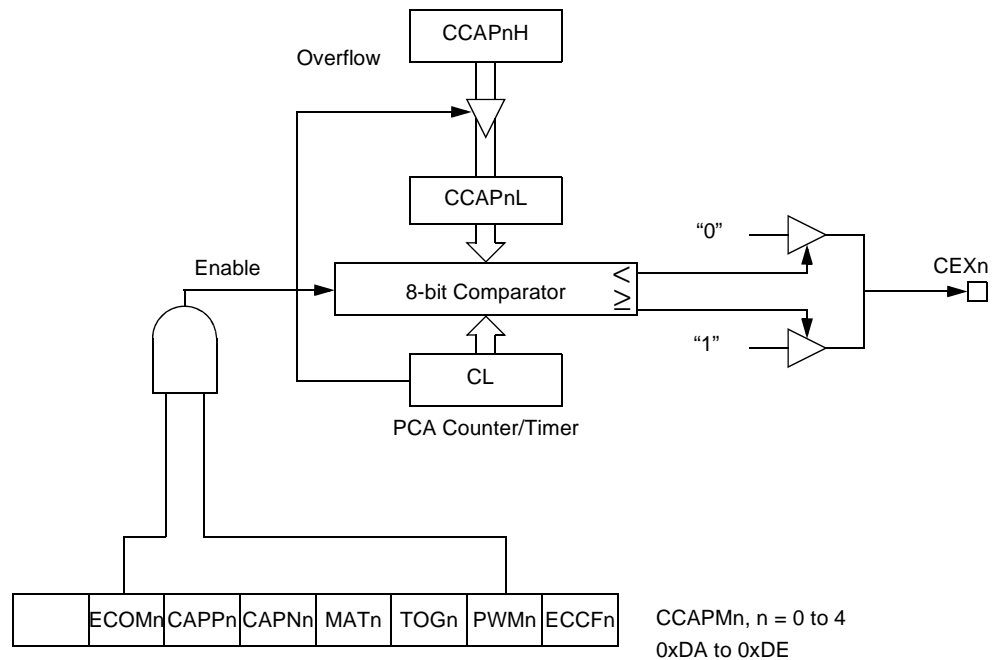 CCAPnH
Overflow
CCAPnL
“0”
Enable
<
8-bit Comparator
≥
CEXn
“1”
CL
PCA Counter/Timer
ECOMn CAPPn CAPNn MATn TOGn PWMn ECCFn
CCAPMn, n = 0 to 4
0xDA to 0xDE